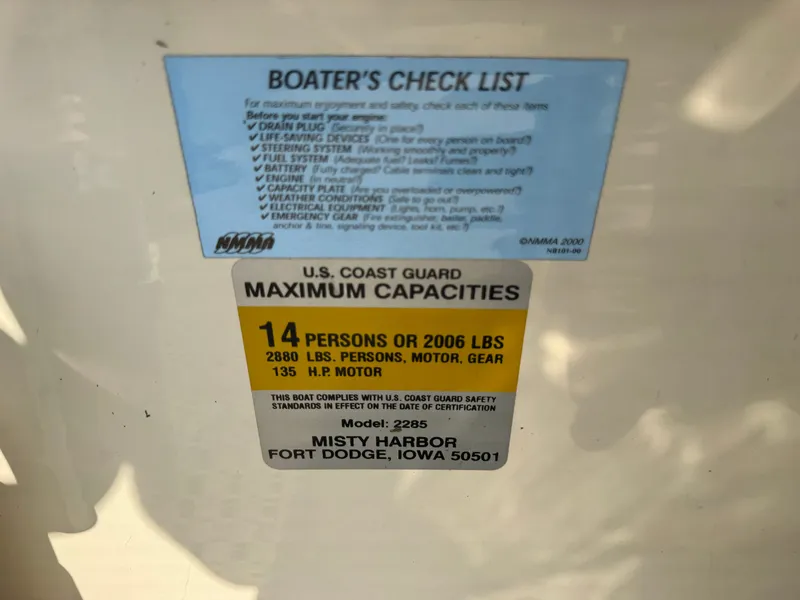 BOATER'S CHECK LIST
For maximum enjoyment and safety, check each of these items
Before you start your engine:
✓ DRAIN PLUG (Securely in place?)
✓ LIFE-SAVING DEVICES (One for every person on board?)
✓ STEERING SYSTEM (Working smoothly and properly?)
✓ FUEL SYSTEM (Adequate fuel? Leaks? Fumes?)
✓ BATTERY (Fully charged? Cable terminals clean and tight?)
✓ ENGINE (In neutral?)
✓ CAPACITY PLATE (Are you overloaded or overpowered?)
✓ WEATHER CONDITIONS (Safe to go out?)
✓ ELECTRICAL EQUIPMENT (Lights, horn, pump, etc.?)
✓ EMERGENCY GEAR (Fire extinguisher, bailer, paddle,
anchor & line, signaling device, tool kit, etc.?)
NMMA
©NMMA 2000
NB101-00
U.S. COAST GUARD
MAXIMUM CAPACITIES
14 PERSONS OR 2006 LBS
2880 LBS. PERSONS, MOTOR, GEAR
135 H.P. MOTOR
THIS BOAT COMPLIES WITH U.S. COAST GUARD SAFETY
STANDARDS IN EFFECT ON THE DATE OF CERTIFICATION
Model: 2285
MISTY HARBOR
FORT DODGE, IOWA 50501